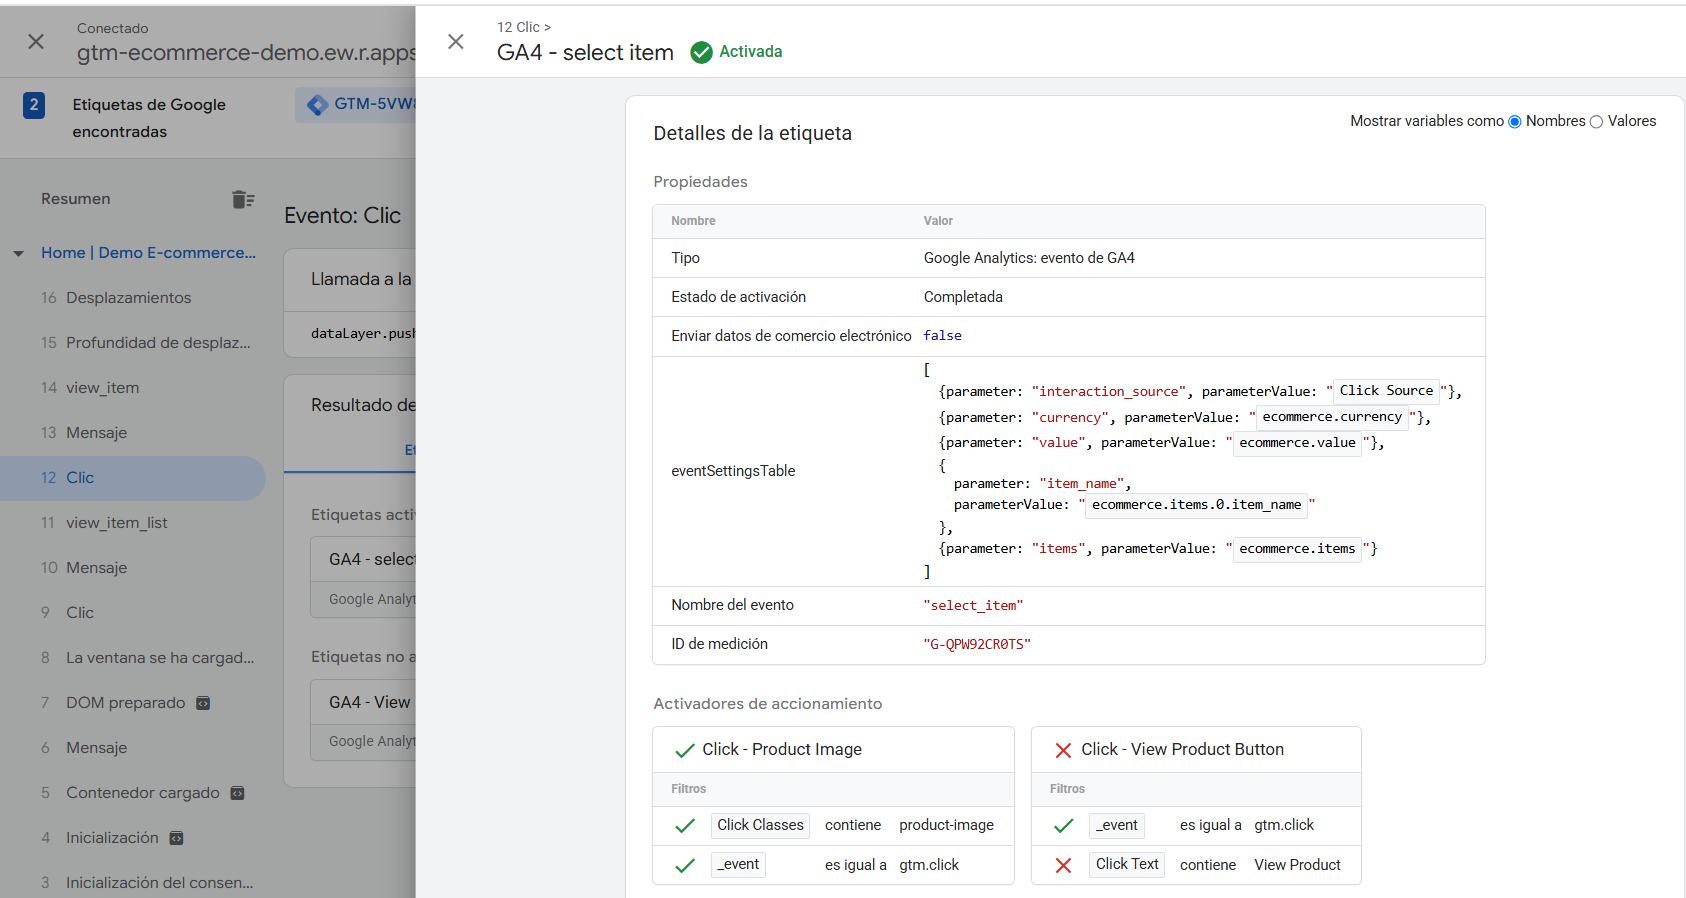 Conectado
gtm-ecommerce-demo.ew.r.apps
2
Etiquetas de Google
encontradas
GTM-5VW8
Resumen
Home | Demo E-commerce...
16 Desplazamientos
15 Profundidad de desplaz...
14 view_item
13 Mensaje
12 Clic
11 view_item_list
10 Mensaje
9 Clic
8 La ventana se ha cargad...
7 DOM preparado
6 Mensaje
5 Contenedor cargado
4 Inicialización
3 Inicialización del consen...
Evento: Clic
Llamada a la
dataLayer.push
Resultado de
Et
Etiquetas acti
GA4 - select
Google Analyt
Etiquetas no a
GA4 - View
Google Analyt
12 Clic >
GA4 - select item
Activada
Detalles de la etiqueta
Mostrar variables como Nombres Valores
Propiedades
Nombre Valor
Tipo Google Analytics: evento de GA4
Estado de activación Completada
Enviar datos de comercio electrónico false
eventSettingsTable
[
{parameter: "interaction_source", parameterValue: "Click Source"},
{parameter: "currency", parameterValue: "ecommerce.currency"},
{parameter: "value", parameterValue: "ecommerce.value"},
{
parameter: "item_name",
parameterValue: "ecommerce.items.0.item_name"
},
{parameter: "items", parameterValue: "ecommerce.items"}
]
Nombre del evento "select_item"
ID de medición "G-QPW92CR0TS"
Activadores de accionamiento
Click - Product Image
Filtros
Click Classes contiene product-image
_event es igual a gtm.click
Click - View Product Button
Filtros
_event es igual a gtm.click
Click Text contiene View Product